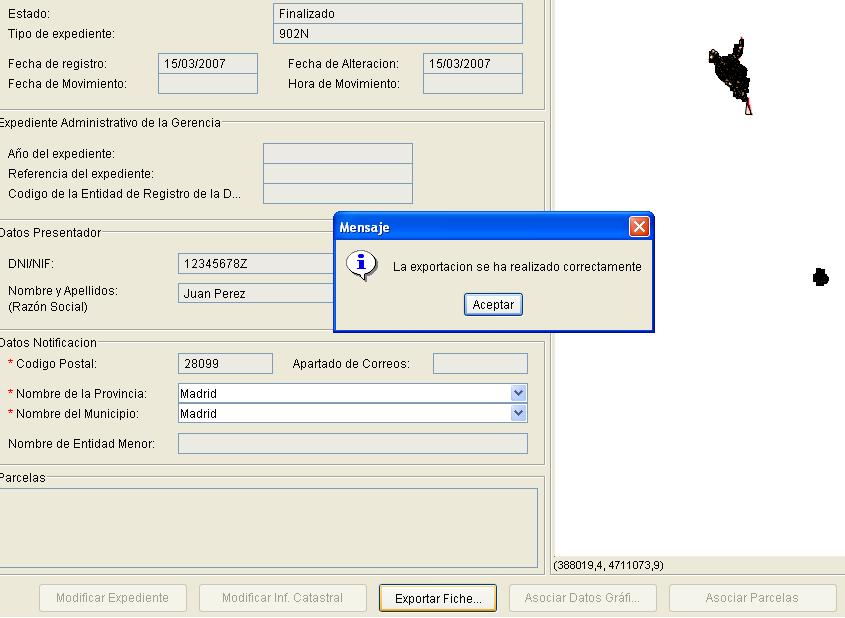 Estado: Finalizado
Tipo de expediente: 902N
Fecha de registro: 15/03/2007 Fecha de Alteracion: 15/03/2007
Fecha de Movimiento: Hora de Movimiento:
Expediente Administrativo de la Gerencia
Año del expediente:
Referencia del expediente:
Codigo de la Entidad de Registro de la D...
Datos Presentador
DNI/NIF: 12345678Z
Nombre y Apellidos: Juan Perez
(Razón Social)
Mensaje
La exportacion se ha realizado correctamente
Aceptar
Datos Notificacion
* Codigo Postal: 28099 Apartado de Correos:
* Nombre de la Provincia: Madrid
* Nombre del Municipio: Madrid
Nombre de Entidad Menor:
Parcelas
(388019,4, 4711073,9)
Modificar Expediente Modificar Inf. Catastral Exportar Fiche... Asociar Datos Gráfi... Asociar Parcelas